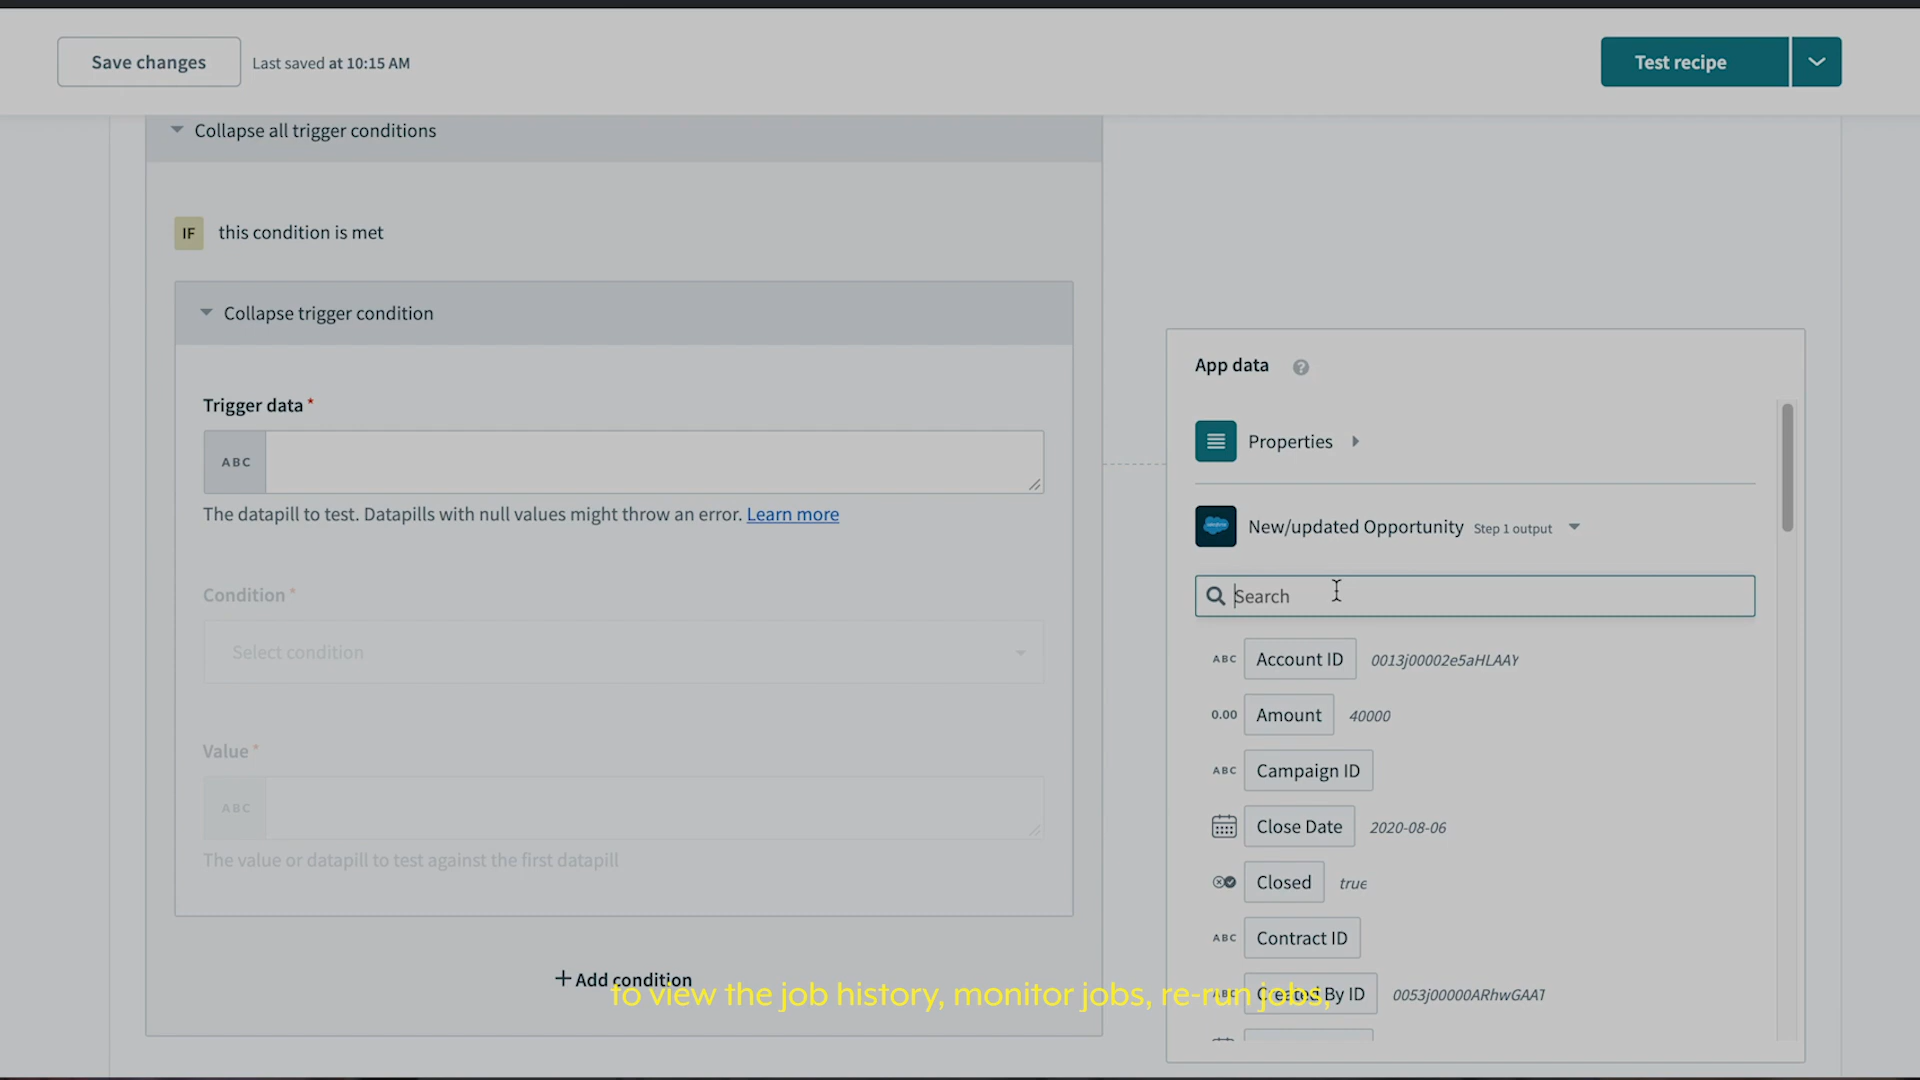 Save changes
Last saved at 10:15 AM
Test recipe
Collapse all trigger conditions
IF this condition is met
Collapse trigger condition
Trigger data *
ABC
The datapill to test. Datapills with null values might throw an error. Learn more
Condition *
Select condition
Value *
ABC
The value or datapill to test against the first datapill
+ Add condition
App data ?
Properties
New/updated Opportunity Step 1 output
Search
ABC Account ID 0013j00002e5aHLAAY
0.00 Amount 40000
ABC Campaign ID
Close Date 2020-08-06
Closed true
ABC Contract ID
ABC Created By ID 0053j00000ARhwGAAT
to view the job history, monitor jobs, re-run jobs,